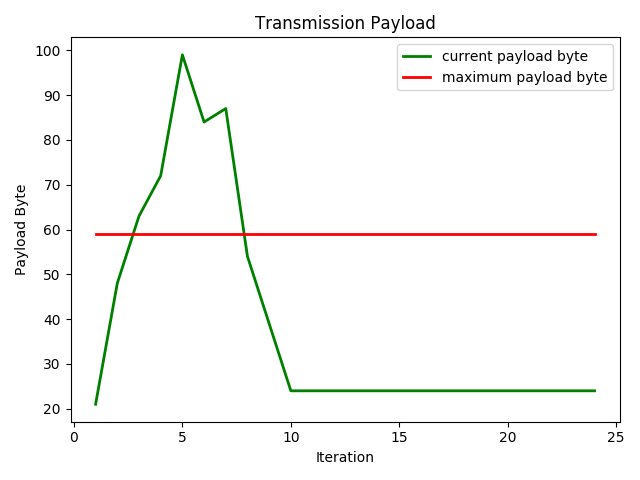 Transmission Payload
current payload byte
maximum payload byte
Payload Byte
100
90
80
70
60
50
40
30
20
0 5 10 15 20 25
Iteration